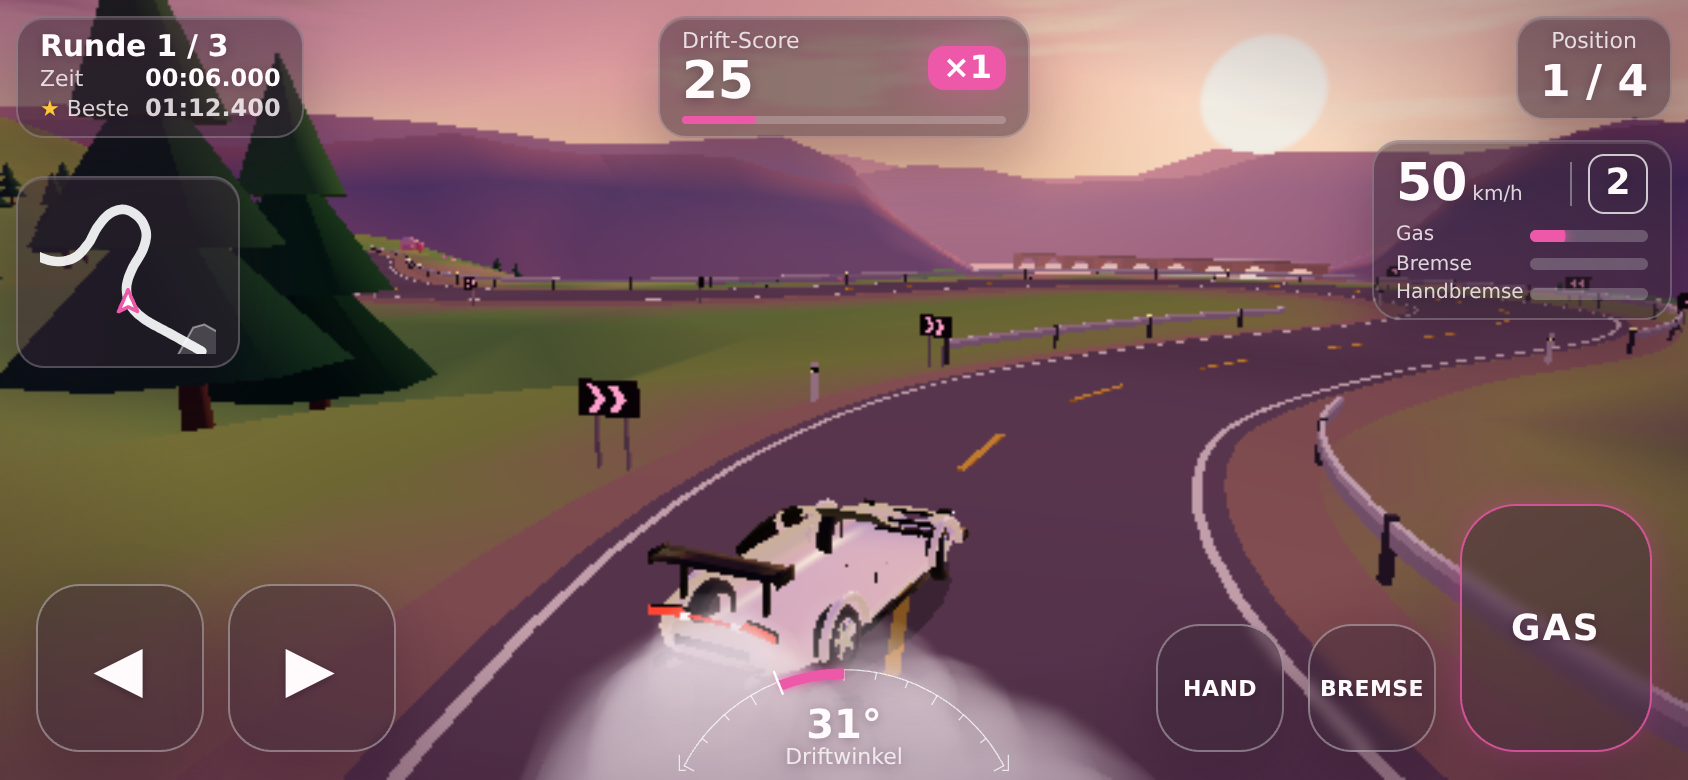 Runde 1 / 3
Zeit 00:06.000
★ Beste 01:12.400
Drift-Score
25
×1
Position
1 / 4
50 km/h 2
Gas
Bremse
Handbremse
HAND
BREMSE
GAS
31°
Driftwinkel